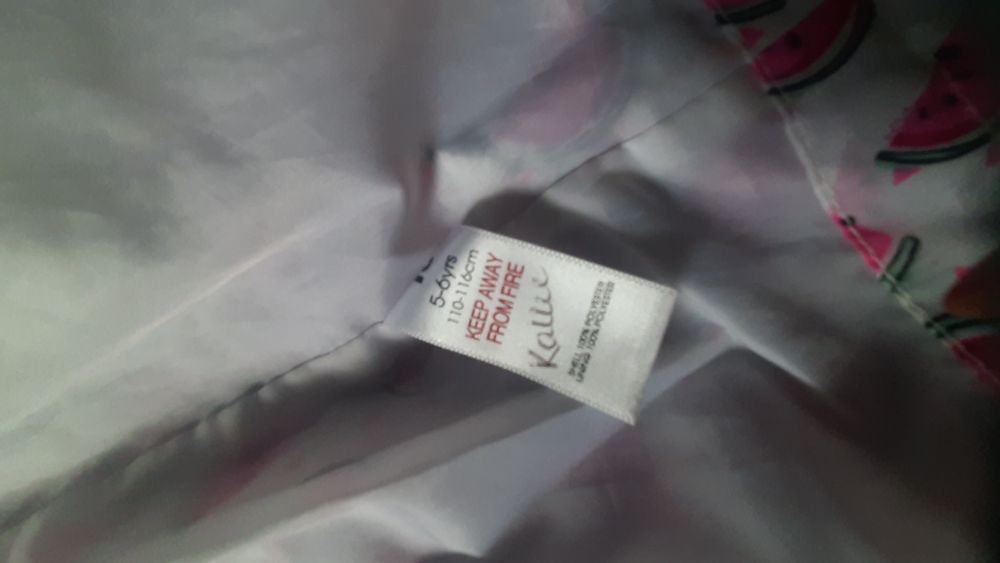 5-6yrs
110-116cm
KEEP AWAY
FROM FIRE
Kallie
SHELL 100% POLYESTER
LINING 100% POLYESTER